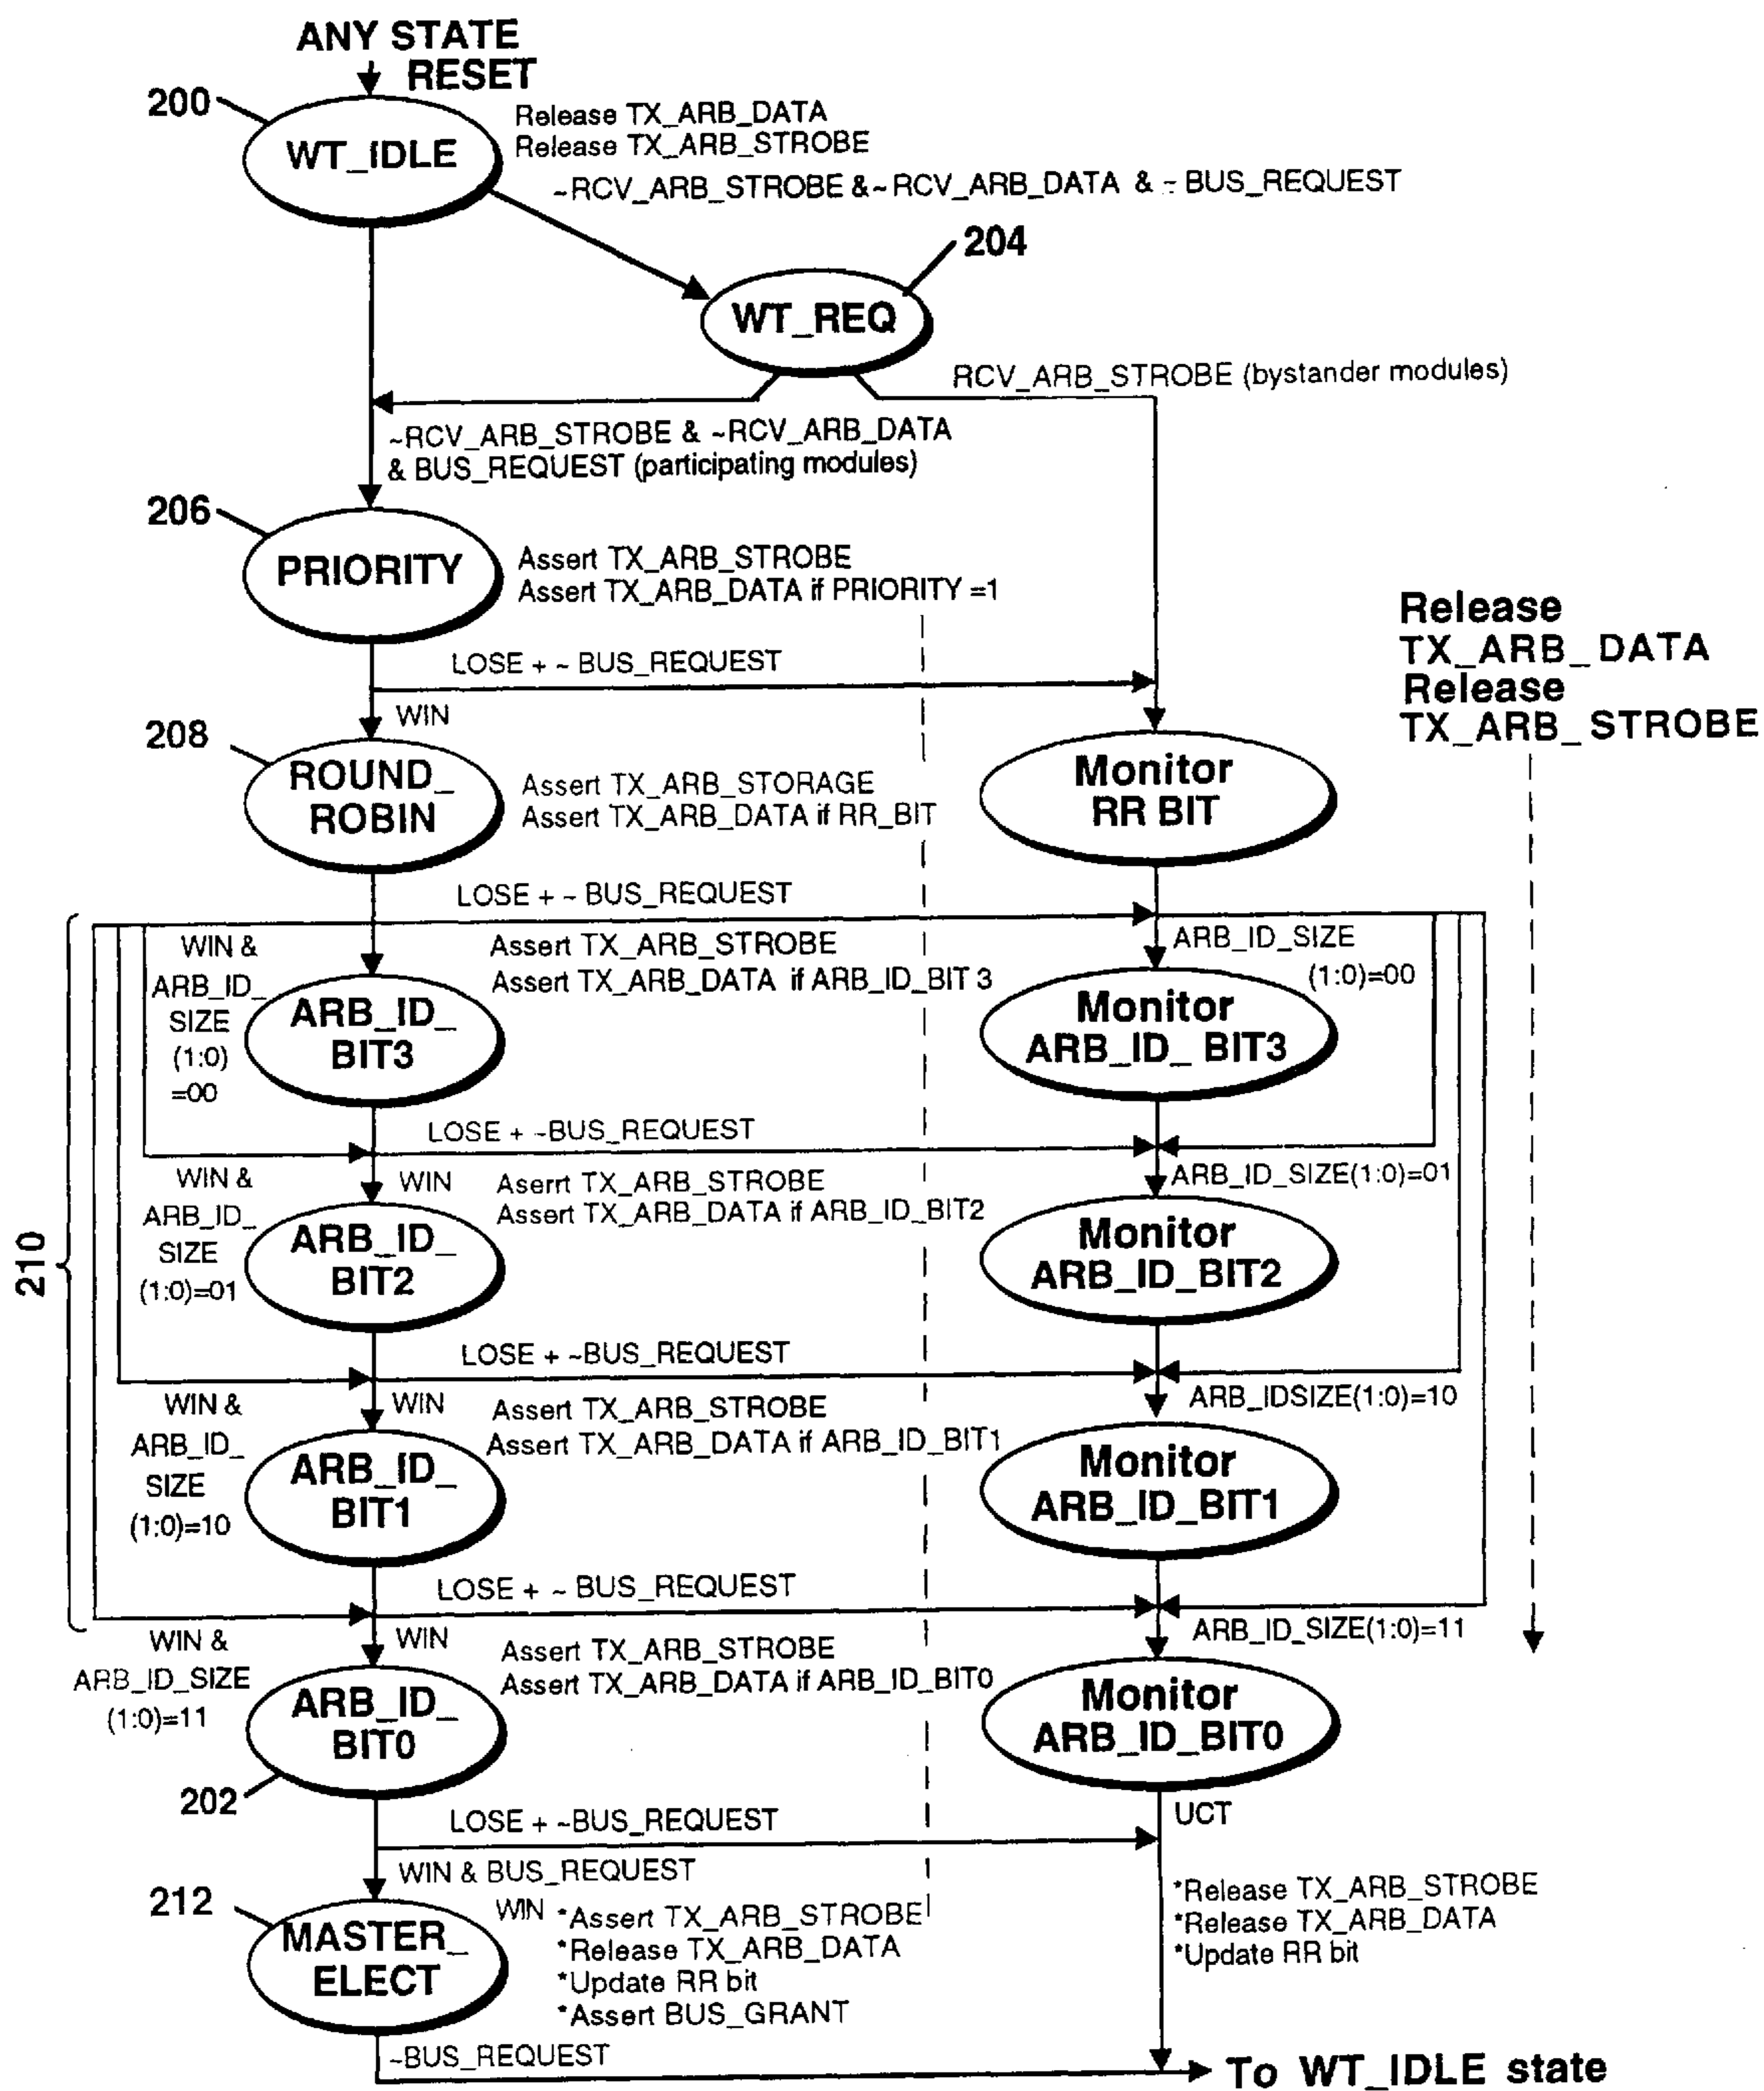 ANY STATE
RESET
200
WT_IDLE
Release TX_ARB_DATA
Release TX_ARB_STROBE
~RCV_ARB_STROBE &~RCV_ARB_DATA & ~ BUS_REQUEST
204
WT_REQ
RCV_ARB_STROBE (bystander modules)
~RCV_ARB_STROBE & ~RCV_ARB_DATA
& BUS_REQUEST (participating modules)
206
PRIORITY
Assert TX_ARB_STROBE
Assert TX_ARB_DATA if PRIORITY =1
Release
TX_ARB_DATA
Release
TX_ARB_STROBE
LOSE + ~ BUS_REQUEST
WIN
208
ROUND_
ROBIN
Assert TX_ARB_STORAGE
Assert TX_ARB_DATA if RR_BIT
Monitor
RR BIT
LOSE + ~ BUS_REQUEST
210
WIN &
ARB_ID_
SIZE
(1:0)
=00
Assert TX_ARB_STROBE
Assert TX_ARB_DATA if ARB_ID_BIT 3
ARB_ID_SIZE
(1:0)=00
ARB_ID_
BIT3
Monitor
ARB_ID_ BIT3
LOSE + ~BUS_REQUEST
WIN &
ARB_ID_
SIZE
(1:0)=01
WIN
Aserrt TX_ARB_STROBE
Assert TX_ARB_DATA if ARB_ID_BIT2
ARB_ID_SIZE(1:0)=01
ARB_ID_
BIT2
Monitor
ARB_ID_BIT2
LOSE + ~BUS_REQUEST
WIN &
ARB_ID_
SIZE
(1:0)=10
WIN
Assert TX_ARB_STROBE
Assert TX_ARB_DATA if ARB_ID_BIT1
ARB_IDSIZE(1:0)=10
ARB_ID_
BIT1
Monitor
ARB_ID_BIT1
LOSE + ~ BUS_REQUEST
WIN &
ARB_ID_SIZE
(1:0)=11
WIN
Assert TX_ARB_STROBE
Assert TX_ARB_DATA if ARB_ID_BIT0
ARB_ID_SIZE(1:0)=11
ARB_ID_
BIT0
202
Monitor
ARB_ID_BIT0
LOSE + ~BUS_REQUEST
UCT
WIN & BUS_REQUEST
212
MASTER_
ELECT
WIN *Assert TX_ARB_STROBE
*Release TX_ARB_DATA
*Update RR bit
*Assert BUS_GRANT
*Release TX_ARB_STROBE
*Release TX_ARB_DATA
*Update RR bit
~BUS_REQUEST
To WT_IDLE state